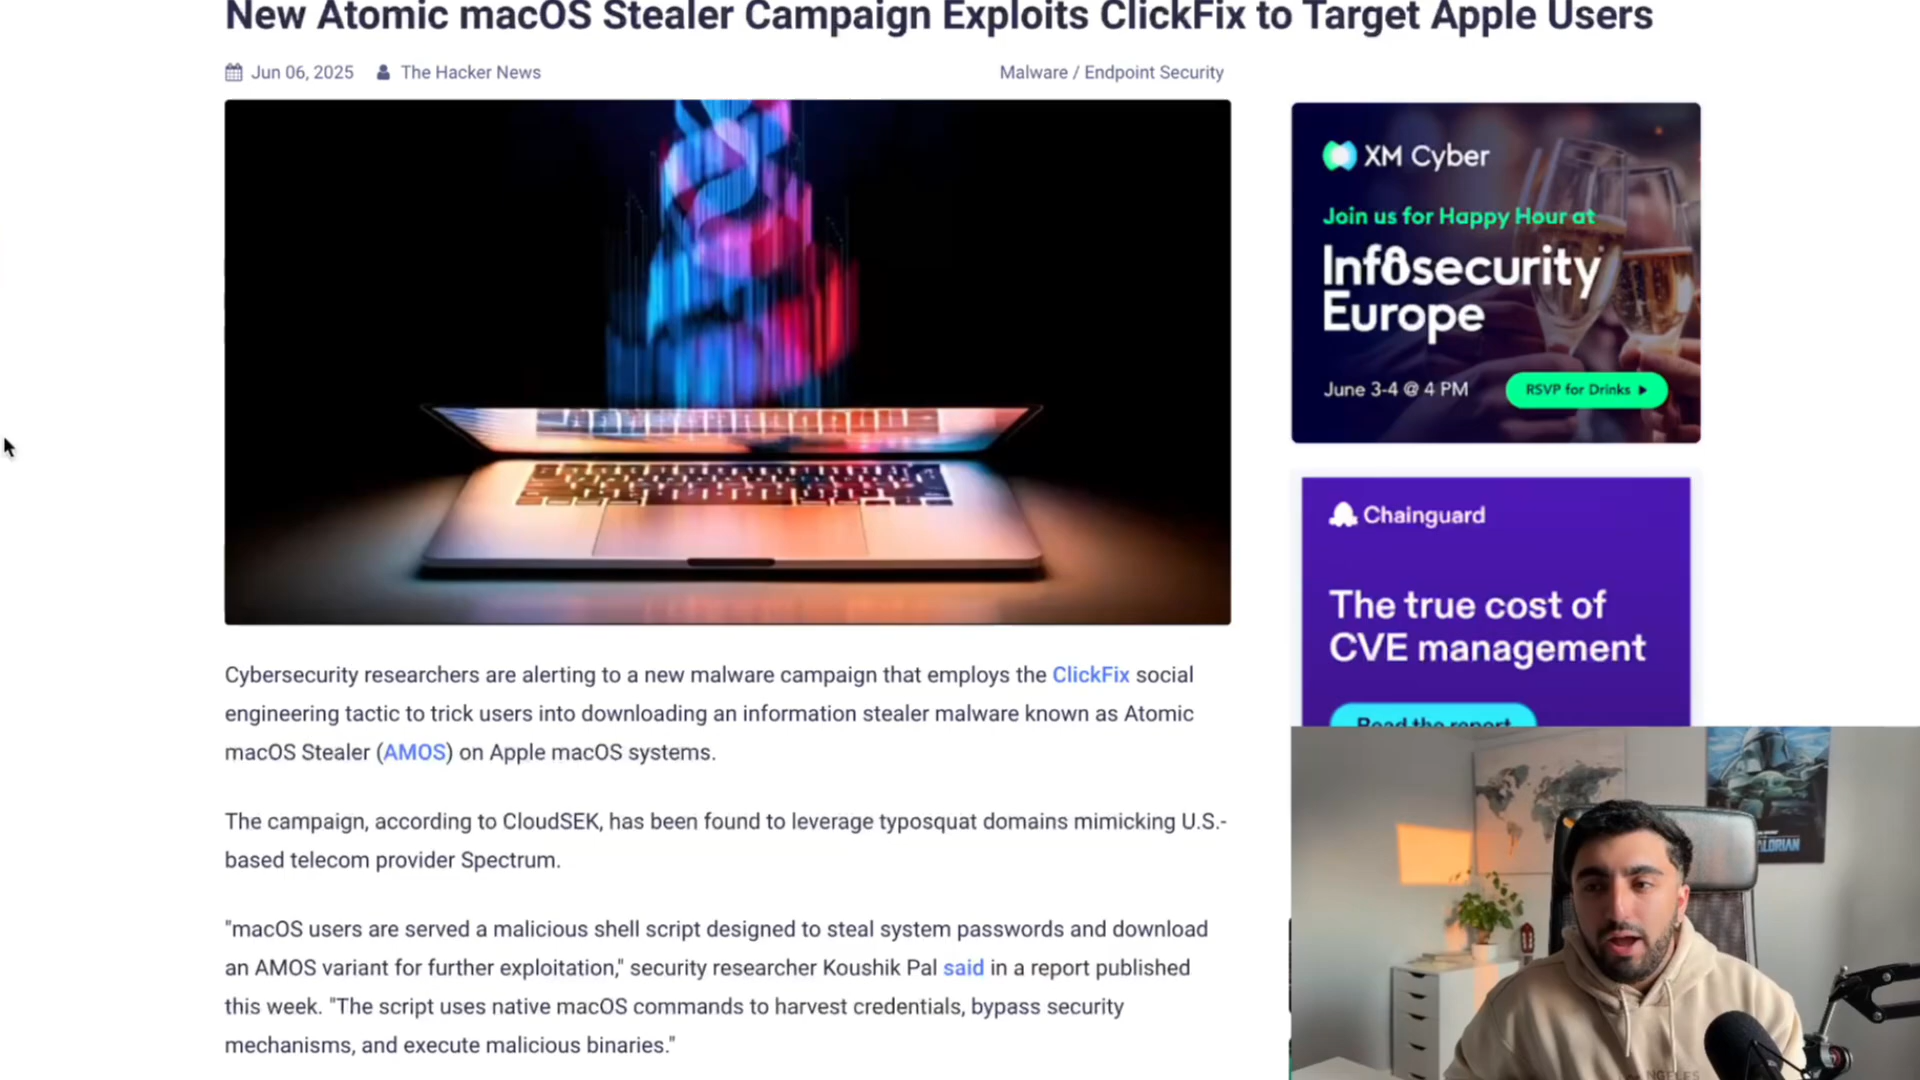 New Atomic macOS Stealer Campaign Exploits ClickFix to Target Apple Users
Jun 06, 2025 The Hacker News Malware / Endpoint Security
XM Cyber
Join us for Happy Hour at
Infosecurity
Europe
June 3-4 @ 4 PM
RSVP for Drinks
Chainguard
The true cost of
CVE management
Read the report
Cybersecurity researchers are alerting to a new malware campaign that employs the ClickFix social
engineering tactic to trick users into downloading an information stealer malware known as Atomic
macOS Stealer (AMOS) on Apple macOS systems.
The campaign, according to CloudSEK, has been found to leverage typosquat domains mimicking U.S.-
based telecom provider Spectrum.
"macOS users are served a malicious shell script designed to steal system passwords and download
an AMOS variant for further exploitation," security researcher Koushik Pal said in a report published
this week. "The script uses native macOS commands to harvest credentials, bypass security
mechanisms, and execute malicious binaries."